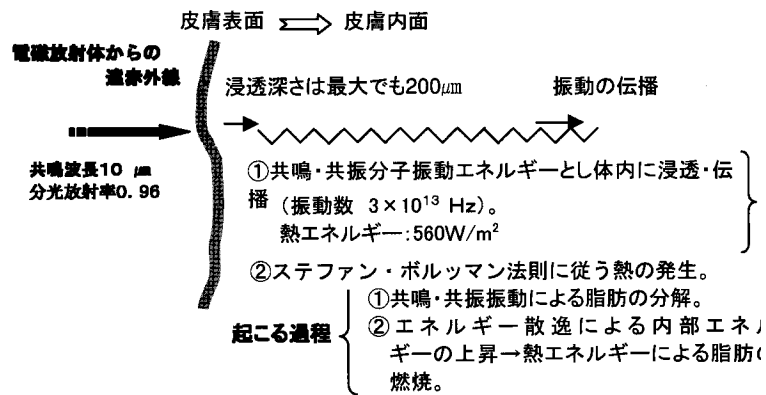 皮膚表面 ⇒ 皮膚内面
電磁放射体からの
遠赤外線
浸透深さは最大でも200μm
振動の伝播
共鳴波長10 μm
分光放射率0.96
①共鳴・共振分子振動エネルギーとし体内に浸透・伝
播(振動数 3×10¹³ Hz)。
熱エネルギー:560W/m²
②ステファン・ボルッマン法則に従う熱の発生。
起こる過程
①共鳴・共振振動による脂肪の分解。
②エネルギー散逸による内部エネル
ギーの上昇→熱エネルギーによる脂肪の
燃焼。